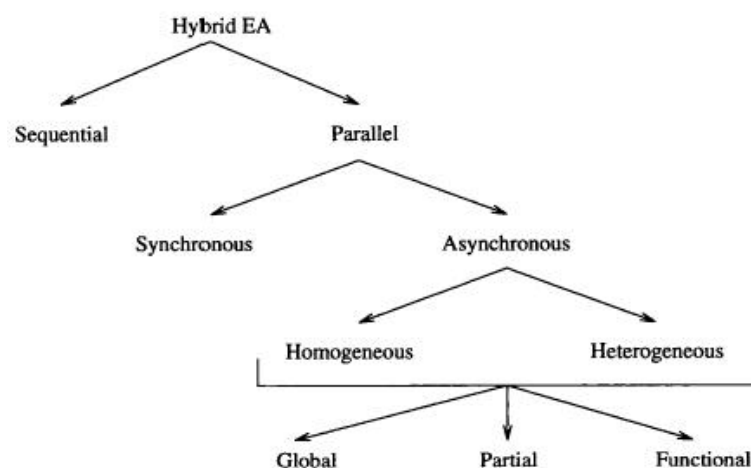 Hybrid EA
Sequential
Parallel
Synchronous
Asynchronous
Homogeneous
Heterogeneous
Global
Partial
Functional